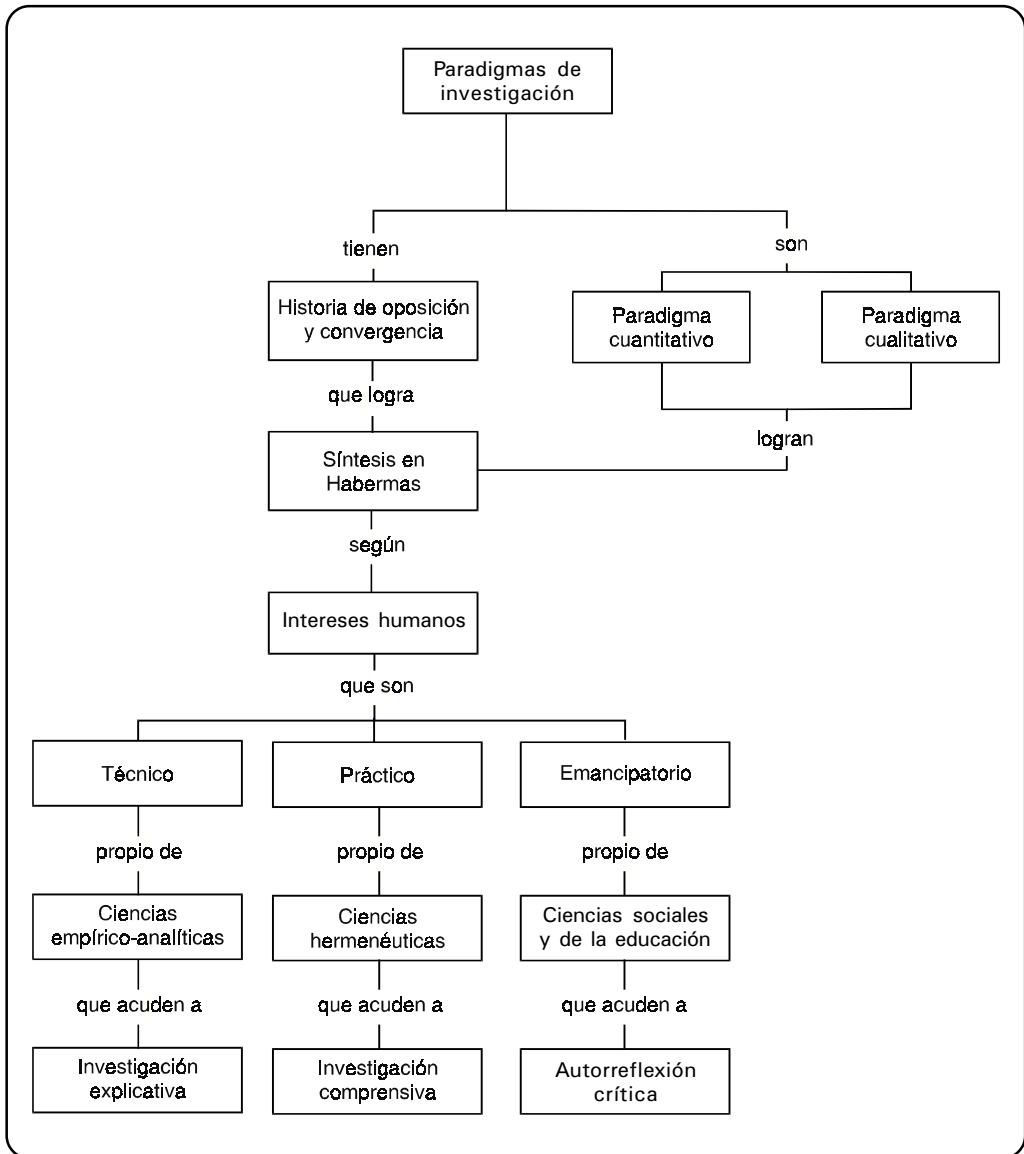 Paradigmas de
investigación
tienen
son
Historia de oposición
y convergencia
Paradigma
cuantitativo
Paradigma
cualitativo
que logra
logran
Síntesis en
Habermas
según
Intereses humanos
que son
Técnico
Práctico
Emancipatorio
propio de
propio de
propio de
Ciencias
empírico-analíticas
Ciencias
hermenéuticas
Ciencias sociales
y de la educación
que acuden a
que acuden a
que acuden a
Investigación
explicativa
Investigación
comprensiva
Autorreflexión
crítica